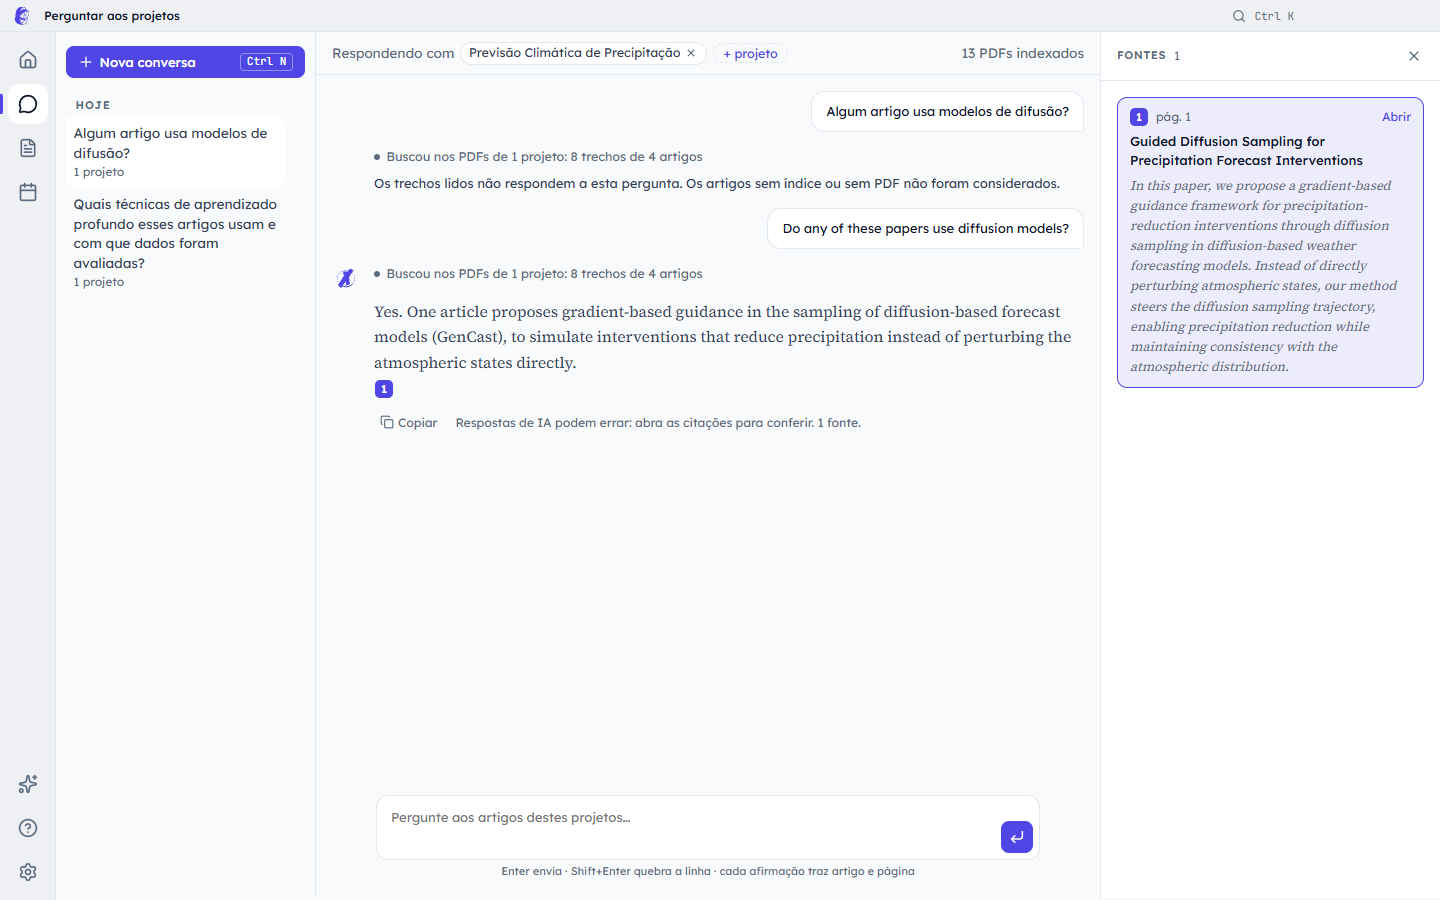 Perguntar aos projetos
Ctrl K
Nova conversa
Ctrl N
HOJE
Algum artigo usa modelos de
difusão?
1 projeto
Quais técnicas de aprendizado
profundo esses artigos usam e
com que dados foram
avaliadas?
1 projeto
Respondendo com
Previsão Climática de Precipitação ×
+ projeto
13 PDFs indexados
Algum artigo usa modelos de difusão?
Buscou nos PDFs de 1 projeto: 8 trechos de 4 artigos
Os trechos lidos não respondem a esta pergunta. Os artigos sem índice ou sem PDF não foram considerados.
Do any of these papers use diffusion models?
Buscou nos PDFs de 1 projeto: 8 trechos de 4 artigos
Yes. One article proposes gradient-based guidance in the sampling of diffusion-based forecast
models (GenCast), to simulate interventions that reduce precipitation instead of perturbing the
atmospheric states directly.
1
Copiar
Respostas de IA podem errar: abra as citações para conferir. 1 fonte.
Pergunte aos artigos destes projetos…
Enter envia · Shift+Enter quebra a linha · cada afirmação traz artigo e página
FONTES 1
1 pág. 1
Abrir
Guided Diffusion Sampling for
Precipitation Forecast Interventions
In this paper, we propose a gradient-based
guidance framework for precipitation-
reduction interventions through diffusion
sampling in diffusion-based weather
forecasting models. Instead of directly
perturbing atmospheric states, our method
steers the diffusion sampling trajectory,
enabling precipitation reduction while
maintaining consistency with the
atmospheric distribution.